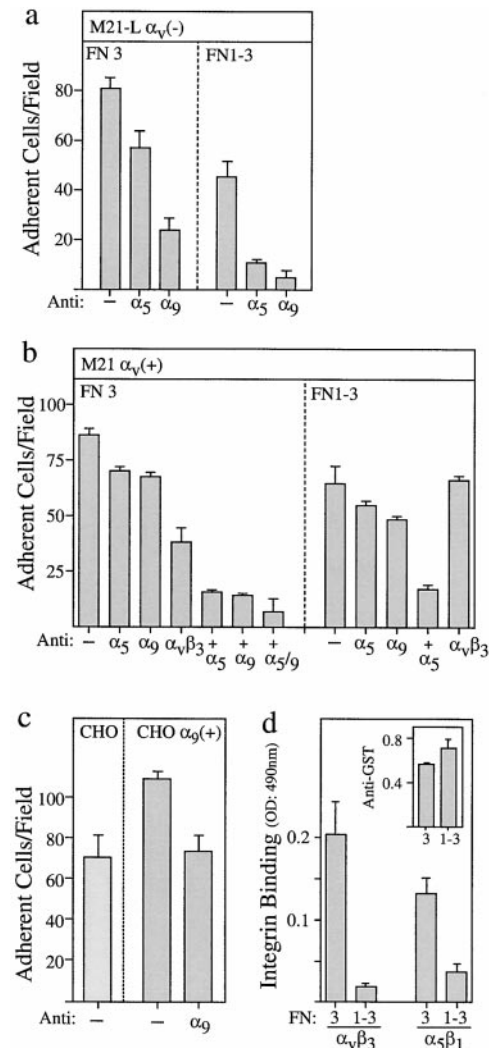 a
M21-L αv(-)
FN 3 FN1-3
Adherent Cells/Field
80
60
40
20
Anti: – α5 α9 – α5 α9
b
M21 αv(+)
FN 3 FN1-3
Adherent Cells/Field
100
75
50
25
Anti: – α5 α9 αvβ3 + + + – α5 α9 + αvβ3
α5 α9 α5/9 α5
c
CHO CHO α9(+)
Adherent Cells/Field
100
80
70
60
40
20
Anti: – – α9
d
Integrin Binding (OD: 490nm)
0.2
0.1
Anti-GST
0.8
0.4
3 1-3
FN: 3 1-3 3 1-3
αvβ3 α5β1